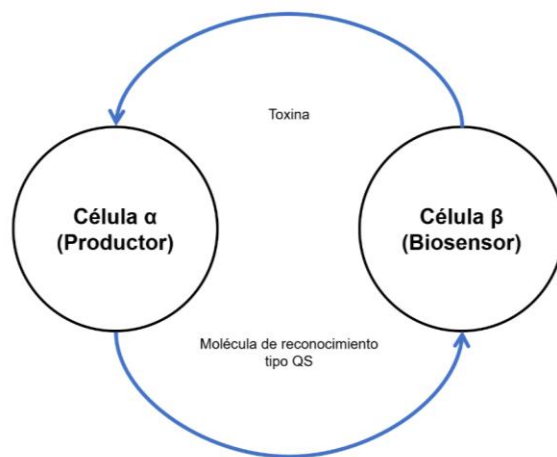 Toxina
Célula α
(Productor)
Célula β
(Biosensor)
Molécula de reconocimiento
tipo QS